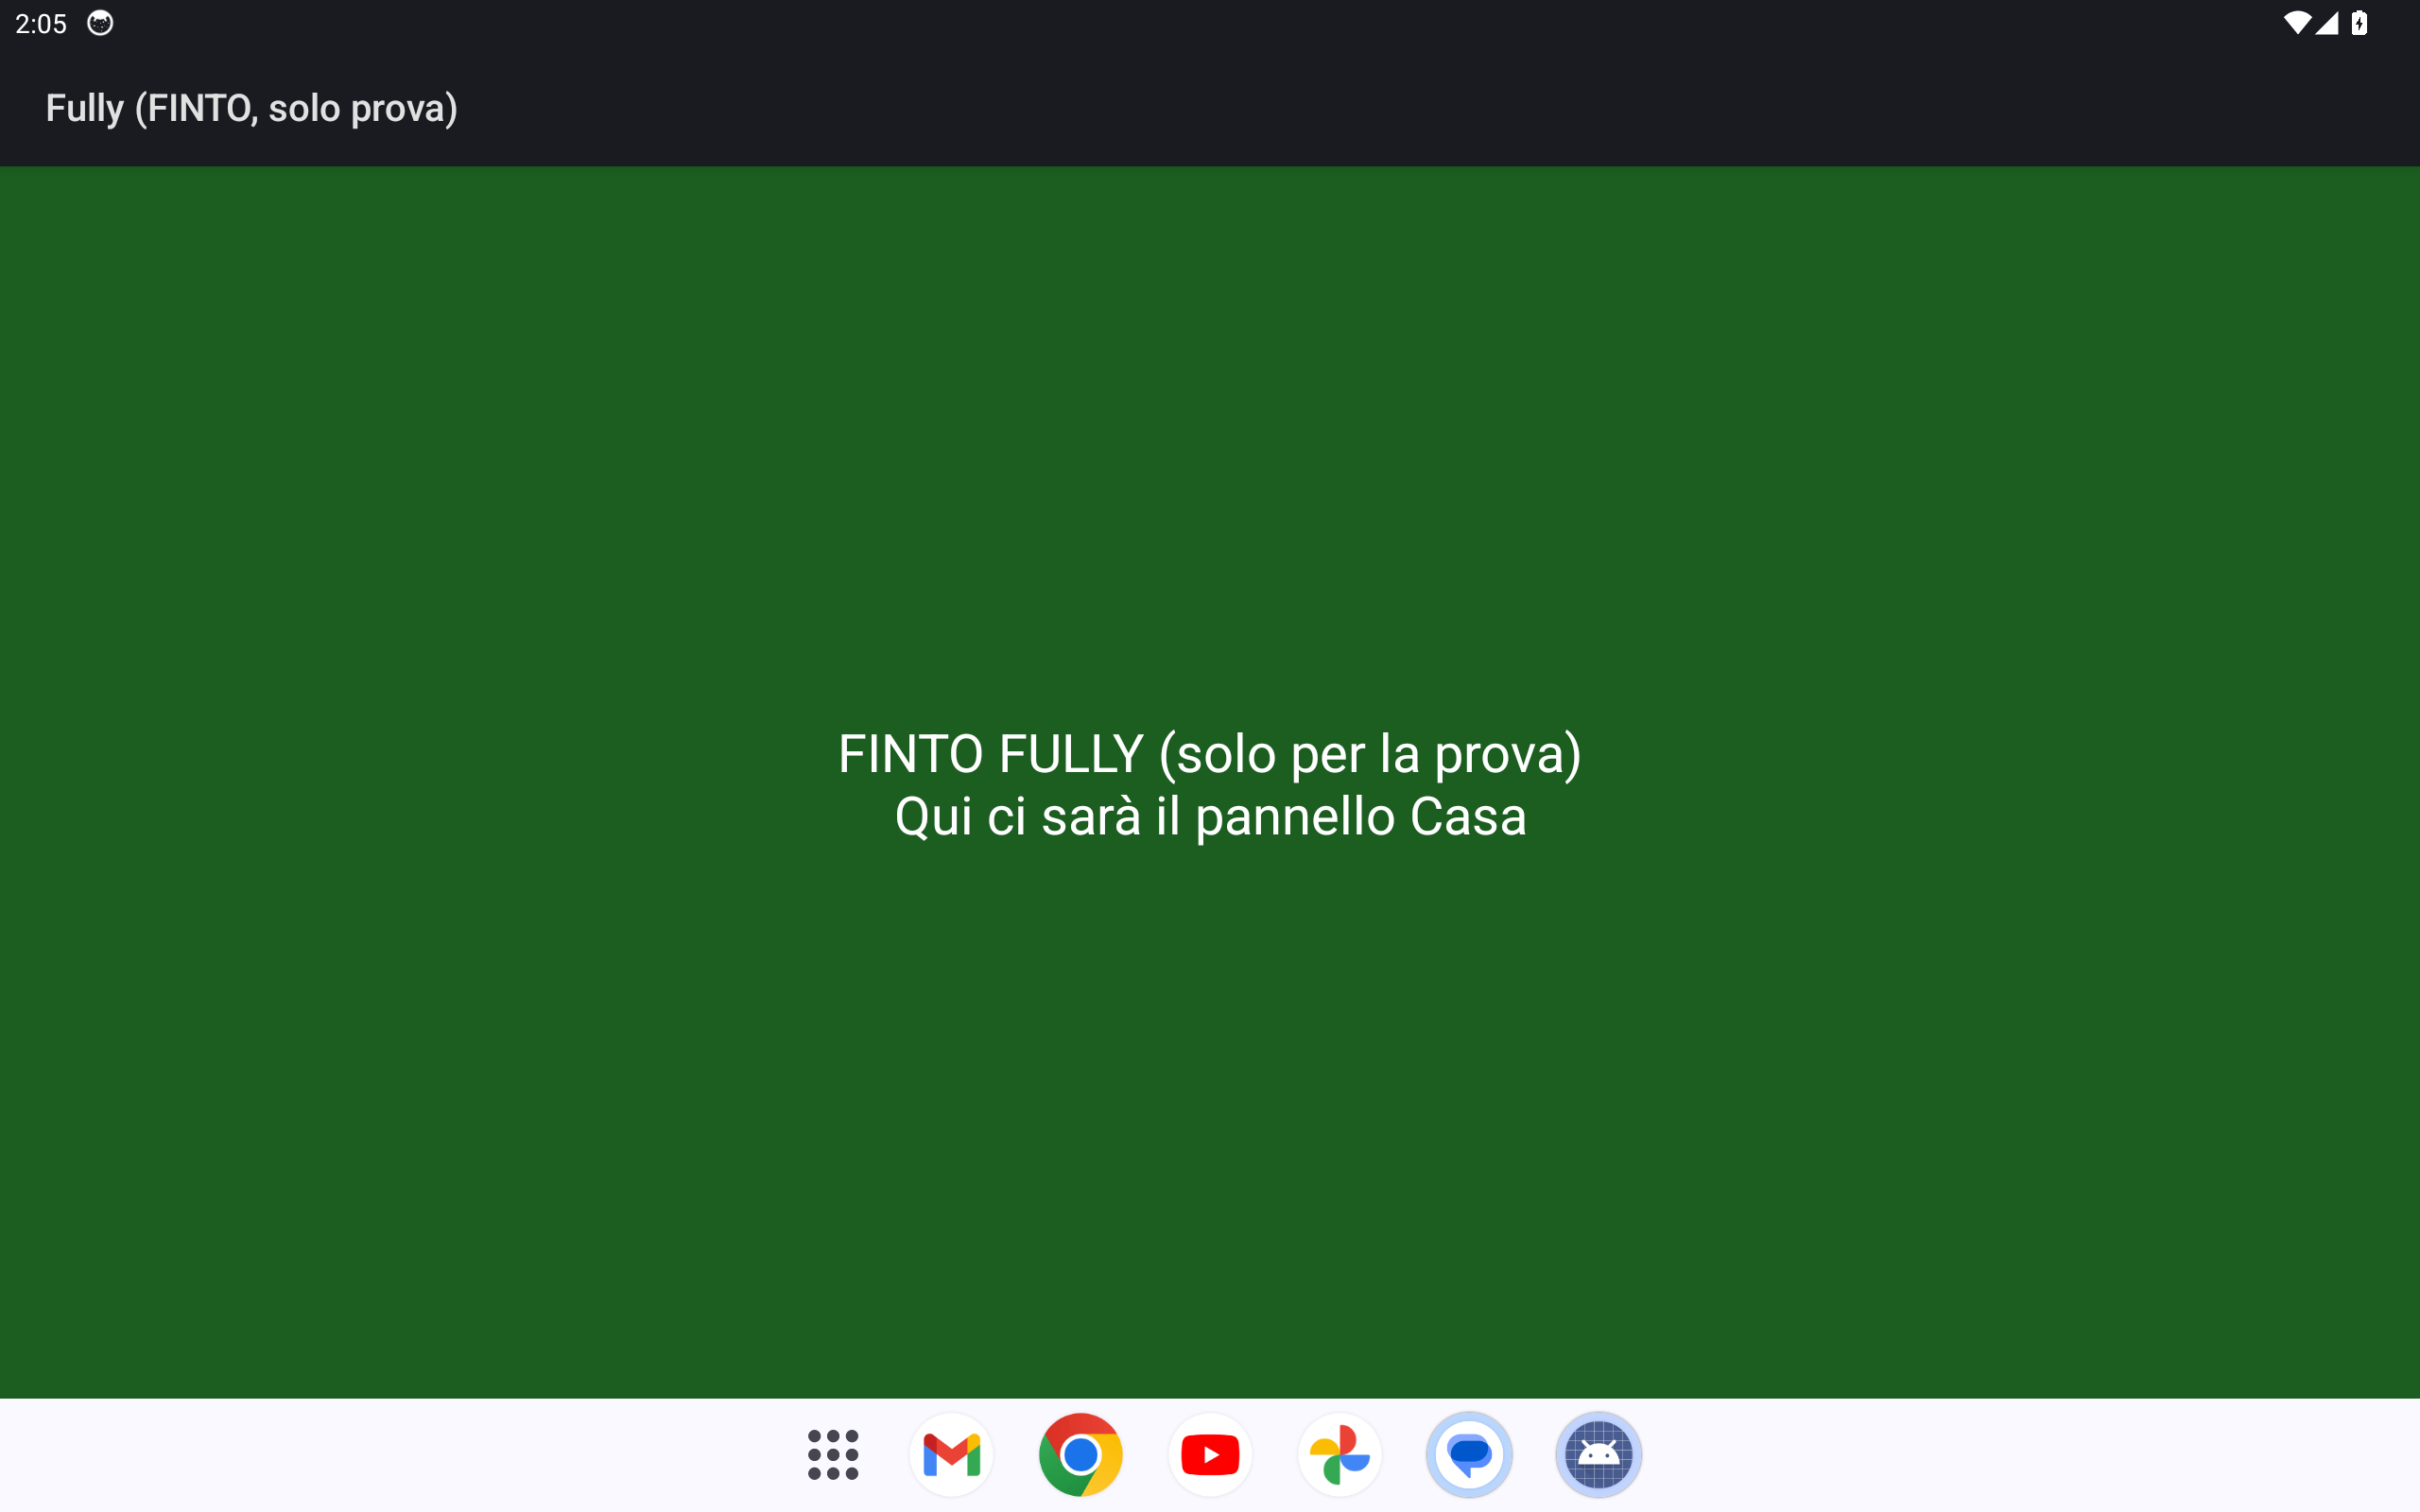 2:05
Fully (FINTO, solo prova)
FINTO FULLY (solo per la prova)
Qui ci sarà il pannello Casa